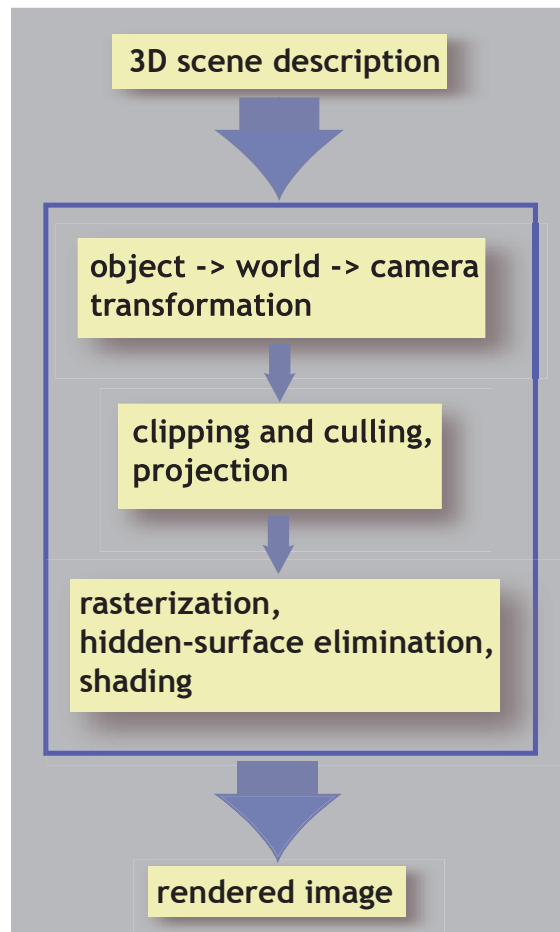 3D scene description
object -> world -> camera
transformation
clipping and culling,
projection
rasterization,
hidden-surface elimination,
shading
rendered image